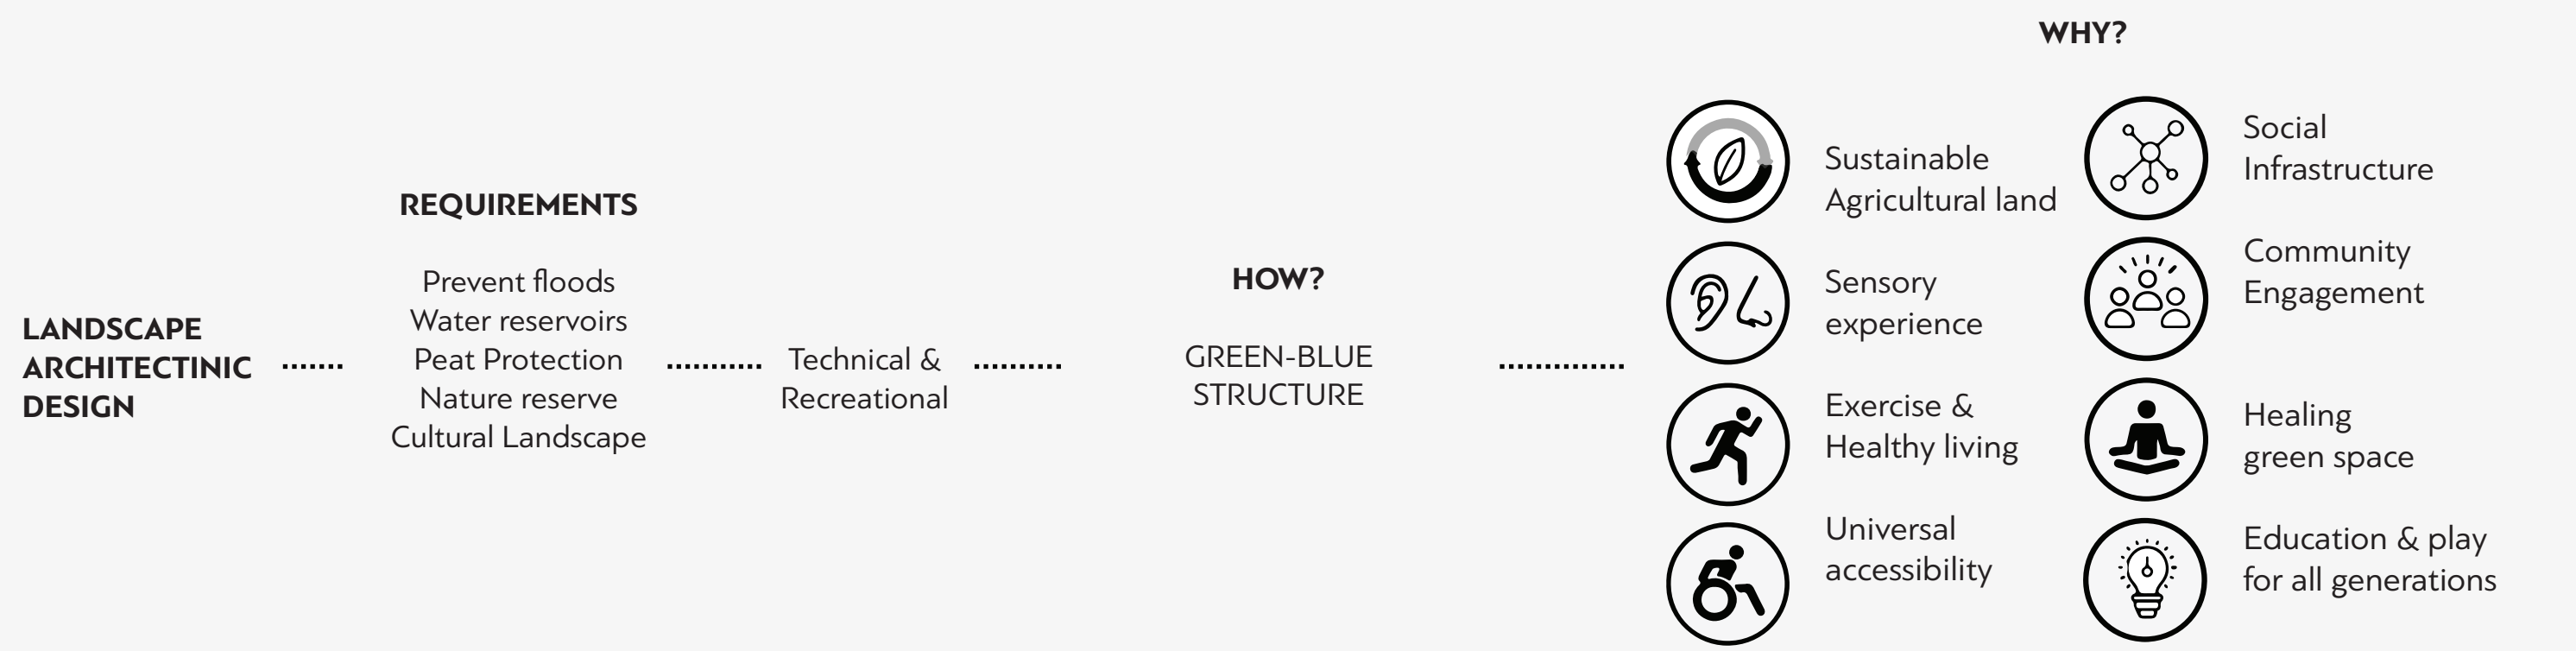 LANDSCAPE
ARCHITECTINIC
DESIGN
REQUIREMENTS
Prevent floods
Water reservoirs
Peat Protection
Nature reserve
Cultural Landscape
Technical &
Recreational
HOW?
GREEN-BLUE
STRUCTURE
WHY?
Sustainable
Agricultural land
Sensory
experience
Exercise &
Healthy living
Universal
accessibility
Social
Infrastructure
Community
Engagement
Healing
green space
Education & play
for all generations